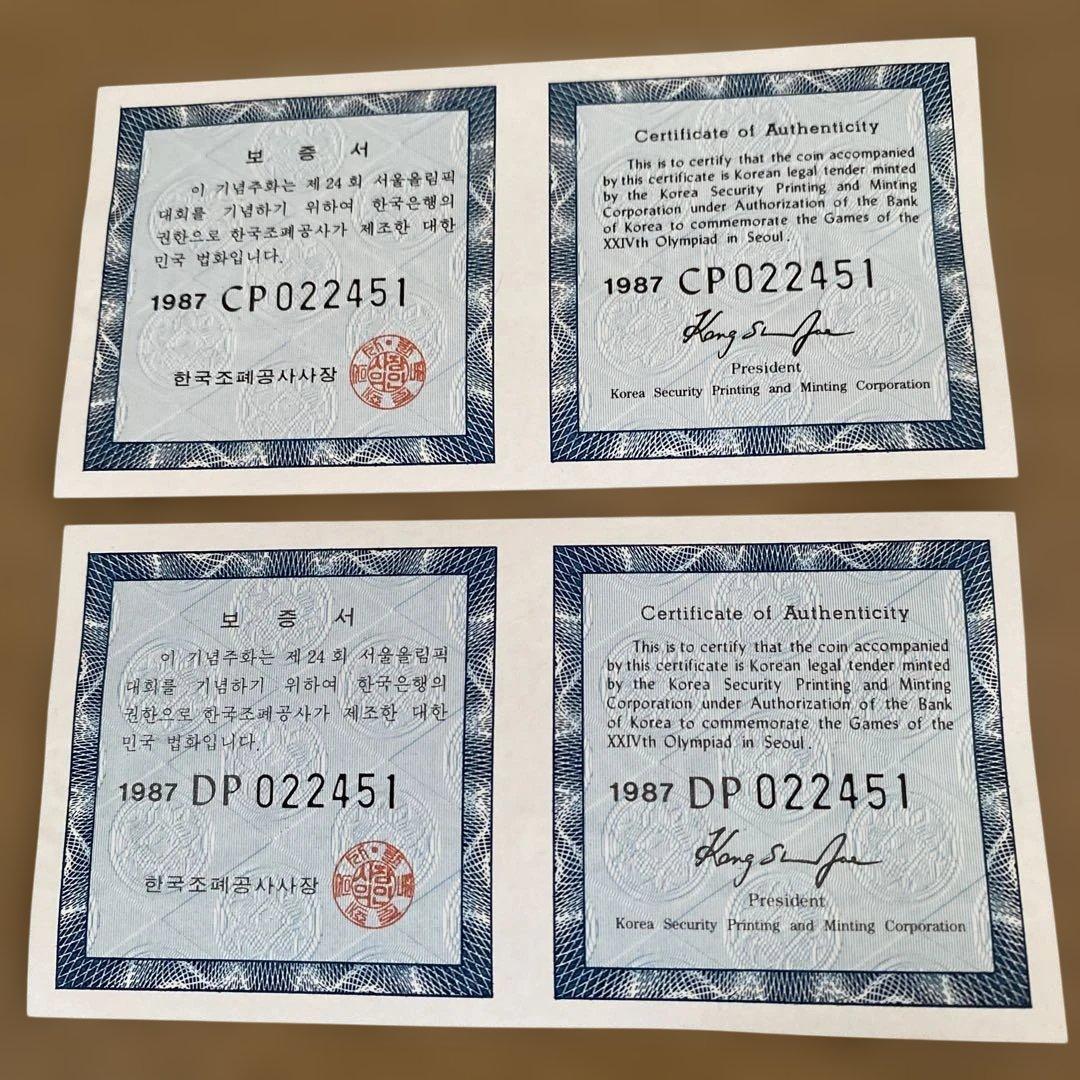 보 증 서
이 기념주화는 제 24 회 서울올림픽
대회를 기념하기 위하여 한국은행의
권한으로 한국조폐공사가 제조한 대한
민국 법화입니다.
1987 CP 022451
한국조폐공사사장
Certificate of Authenticity
This is to certify that the coin accompanied
by this certificate is Korean legal tender minted
by the Korea Security Printing and Minting
Corporation under Authorization of the Bank
of Korea to commemorate the Games of the
XXIVth Olympiad in Seoul.
1987 CP 022451
President
Korea Security Printing and Minting Corporation
보 증 서
이 기념주화는 제 24 회 서울올림픽
대회를 기념하기 위하여 한국은행의
권한으로 한국조폐공사가 제조한 대한
민국 법화입니다.
1987 DP 022451
한국조폐공사사장
Certificate of Authenticity
This is to certify that the coin accompanied
by this certificate is Korean legal tender minted
by the Korea Security Printing and Minting
Corporation under Authorization of the Bank
of Korea to commemorate the Games of the
XXIVth Olympiad in Seoul.
1987 DP 022451
President
Korea Security Printing and Minting Corporation